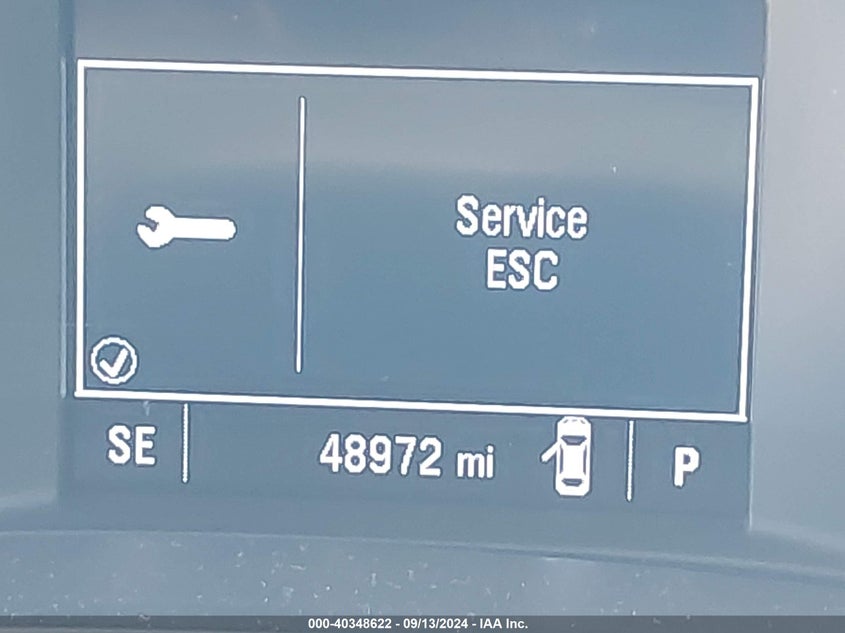 Service
ESC
SE
48972 mi
P
000-40348622 - 09/13/2024 - IAA Inc.